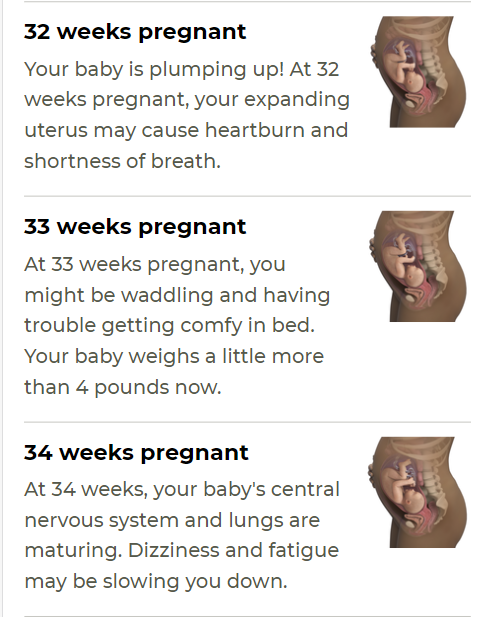 32 weeks pregnant
Your baby is plumping up! At 32
weeks pregnant, your expanding
uterus may cause heartburn and
shortness of breath.
33 weeks pregnant
At 33 weeks pregnant, you
might be waddling and having
trouble getting comfy in bed.
Your baby weighs a little more
than 4 pounds now.
34 weeks pregnant
At 34 weeks, your baby's central
nervous system and lungs are
maturing. Dizziness and fatigue
may be slowing you down.